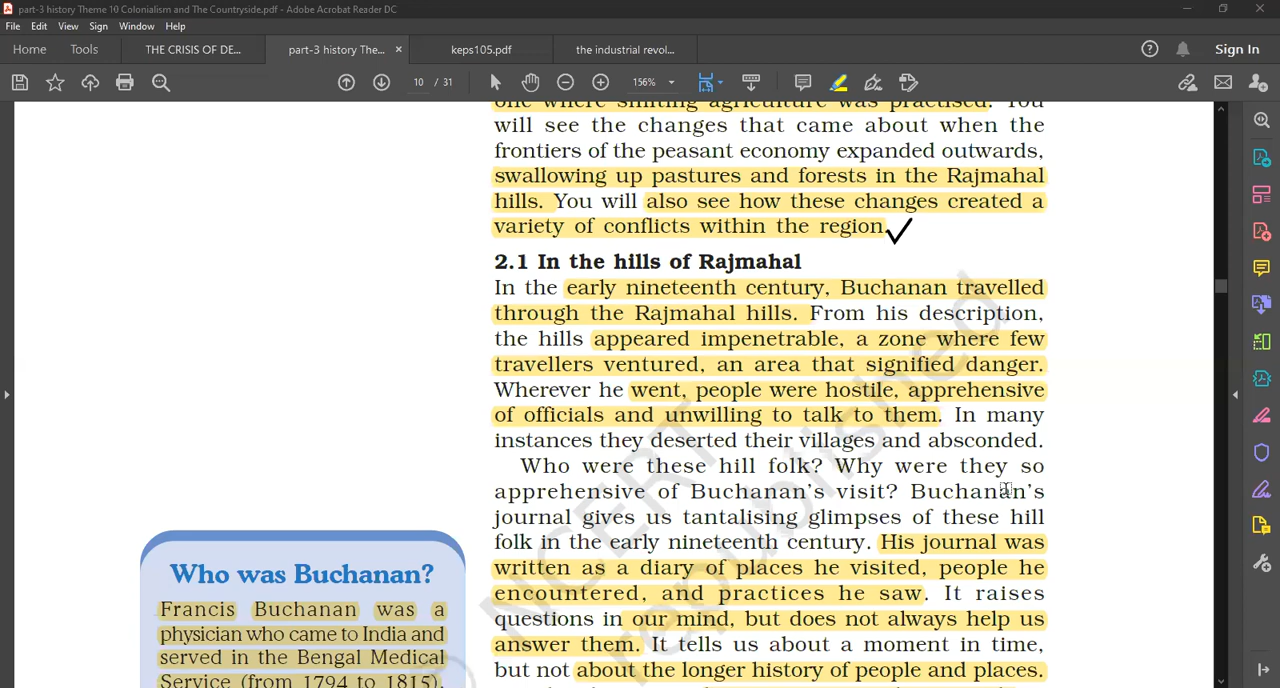 part-3 history Theme 10 Colonialism and The Countryside.pdf - Adobe Acrobat Reader DC
File Edit View Sign Window Help
Home Tools THE CRISIS OF DE... part-3 history The... × keps105.pdf the industrial revol... Sign In
10 / 31 156%
one where shifting agriculture was practised. You
will see the changes that came about when the
frontiers of the peasant economy expanded outwards,
swallowing up pastures and forests in the Rajmahal
hills. You will also see how these changes created a
variety of conflicts within the region.
2.1 In the hills of Rajmahal
In the early nineteenth century, Buchanan travelled
through the Rajmahal hills. From his description,
the hills appeared impenetrable, a zone where few
travellers ventured, an area that signified danger.
Wherever he went, people were hostile, apprehensive
of officials and unwilling to talk to them. In many
instances they deserted their villages and absconded.
Who were these hill folk? Why were they so
apprehensive of Buchanan's visit? Buchanan's
journal gives us tantalising glimpses of these hill
folk in the early nineteenth century. His journal was
written as a diary of places he visited, people he
encountered, and practices he saw. It raises
questions in our mind, but does not always help us
answer them. It tells us about a moment in time,
but not about the longer history of people and places.
Who was Buchanan?
Francis Buchanan was a
physician who came to India and
served in the Bengal Medical
Service (from 1794 to 1815).
© NCERT
republished